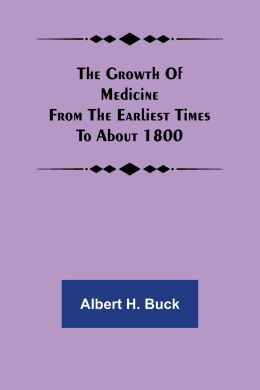 The Growth Of
Medicine
From The Earliest Times
To About 1800
Albert H. Buck